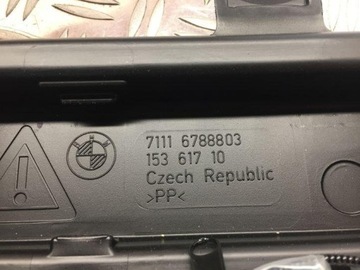 7111 6788803
153 617 10
Czech Republic
>PP<